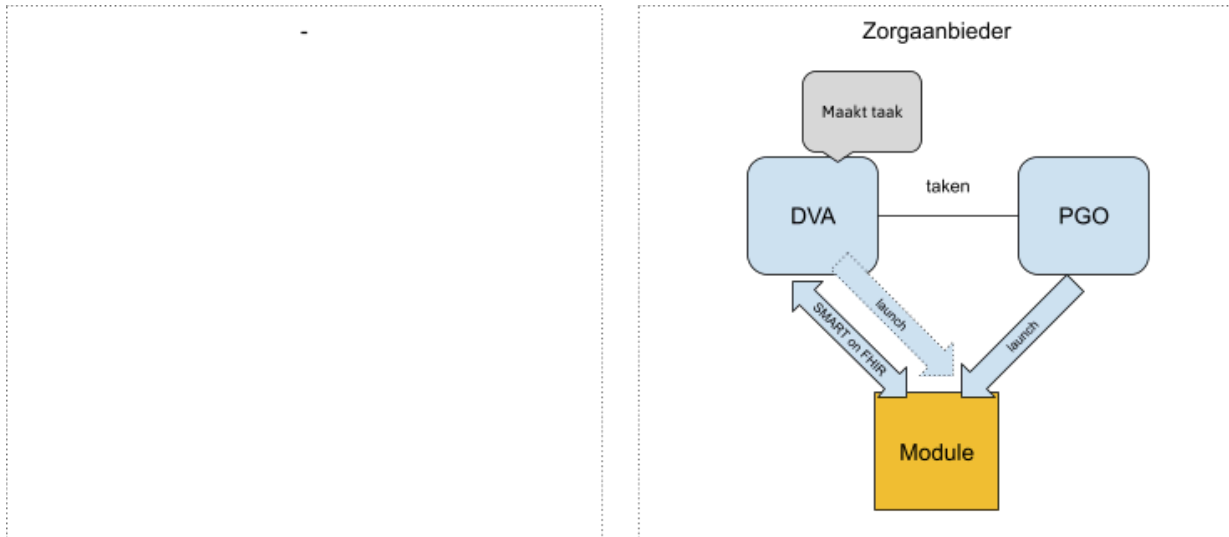 -
Zorgaanbieder
Maakt taak
DVA
taken
PGO
launch
SMART on FHIR
launch
Module